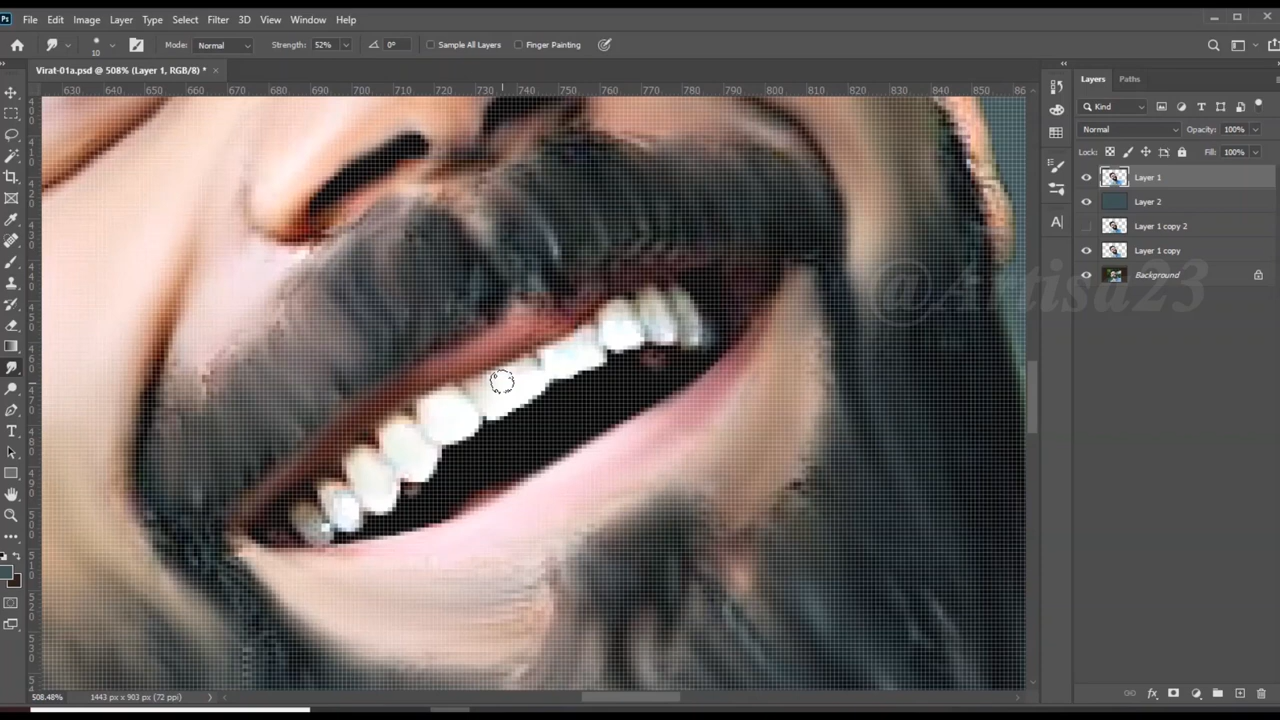 File Edit Image Layer Type Select Filter 3D View Window Help
10 Mode: Normal Strength: 52% 0° Sample All Layers Finger Painting
Virat-01a.psd @ 508% (Layer 1, RGB/8) * ×
Layers Paths
630 640 650 660 670 680 690 700 710 720 730 740 750 760 770 780 790 800 810 820 830 840 850 86
Kind
Normal Opacity: 100%
Lock: Fill: 100%
Layer 1
Layer 2
Layer 1 copy 2
Layer 1 copy
Background
@Artisa23
508.48% 1443 px x 903 px (72 ppi)